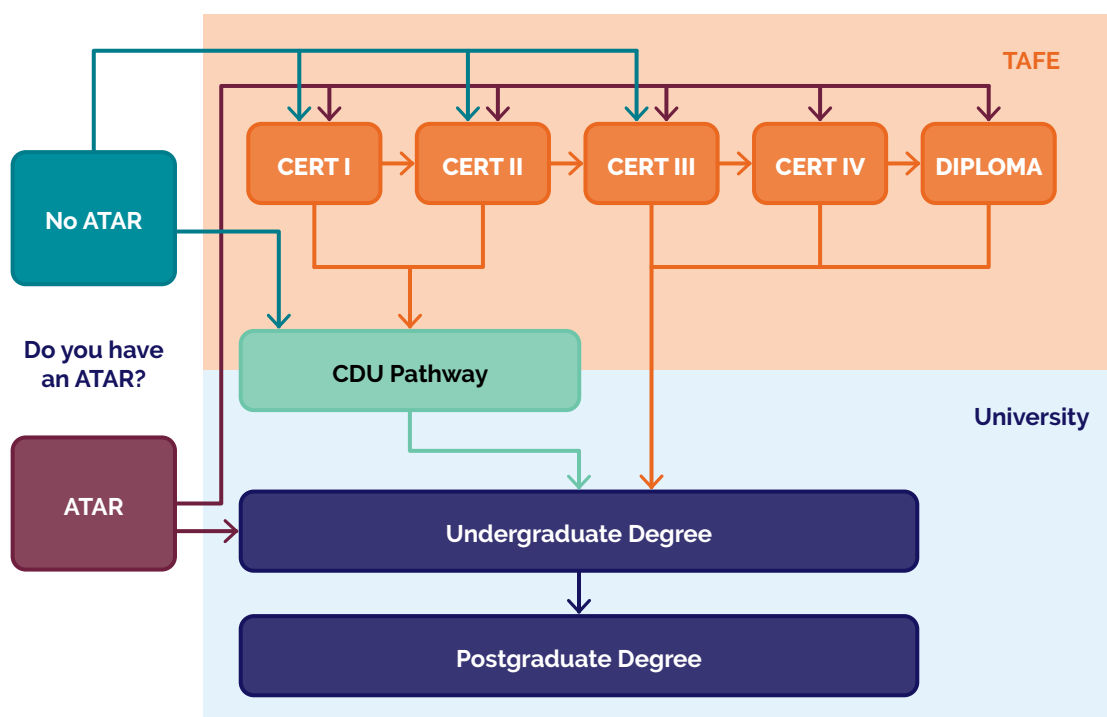 TAFE
CERT I
CERT II
CERT III
CERT IV
DIPLOMA
No ATAR
Do you have
an ATAR?
CDU Pathway
University
ATAR
Undergraduate Degree
Postgraduate Degree